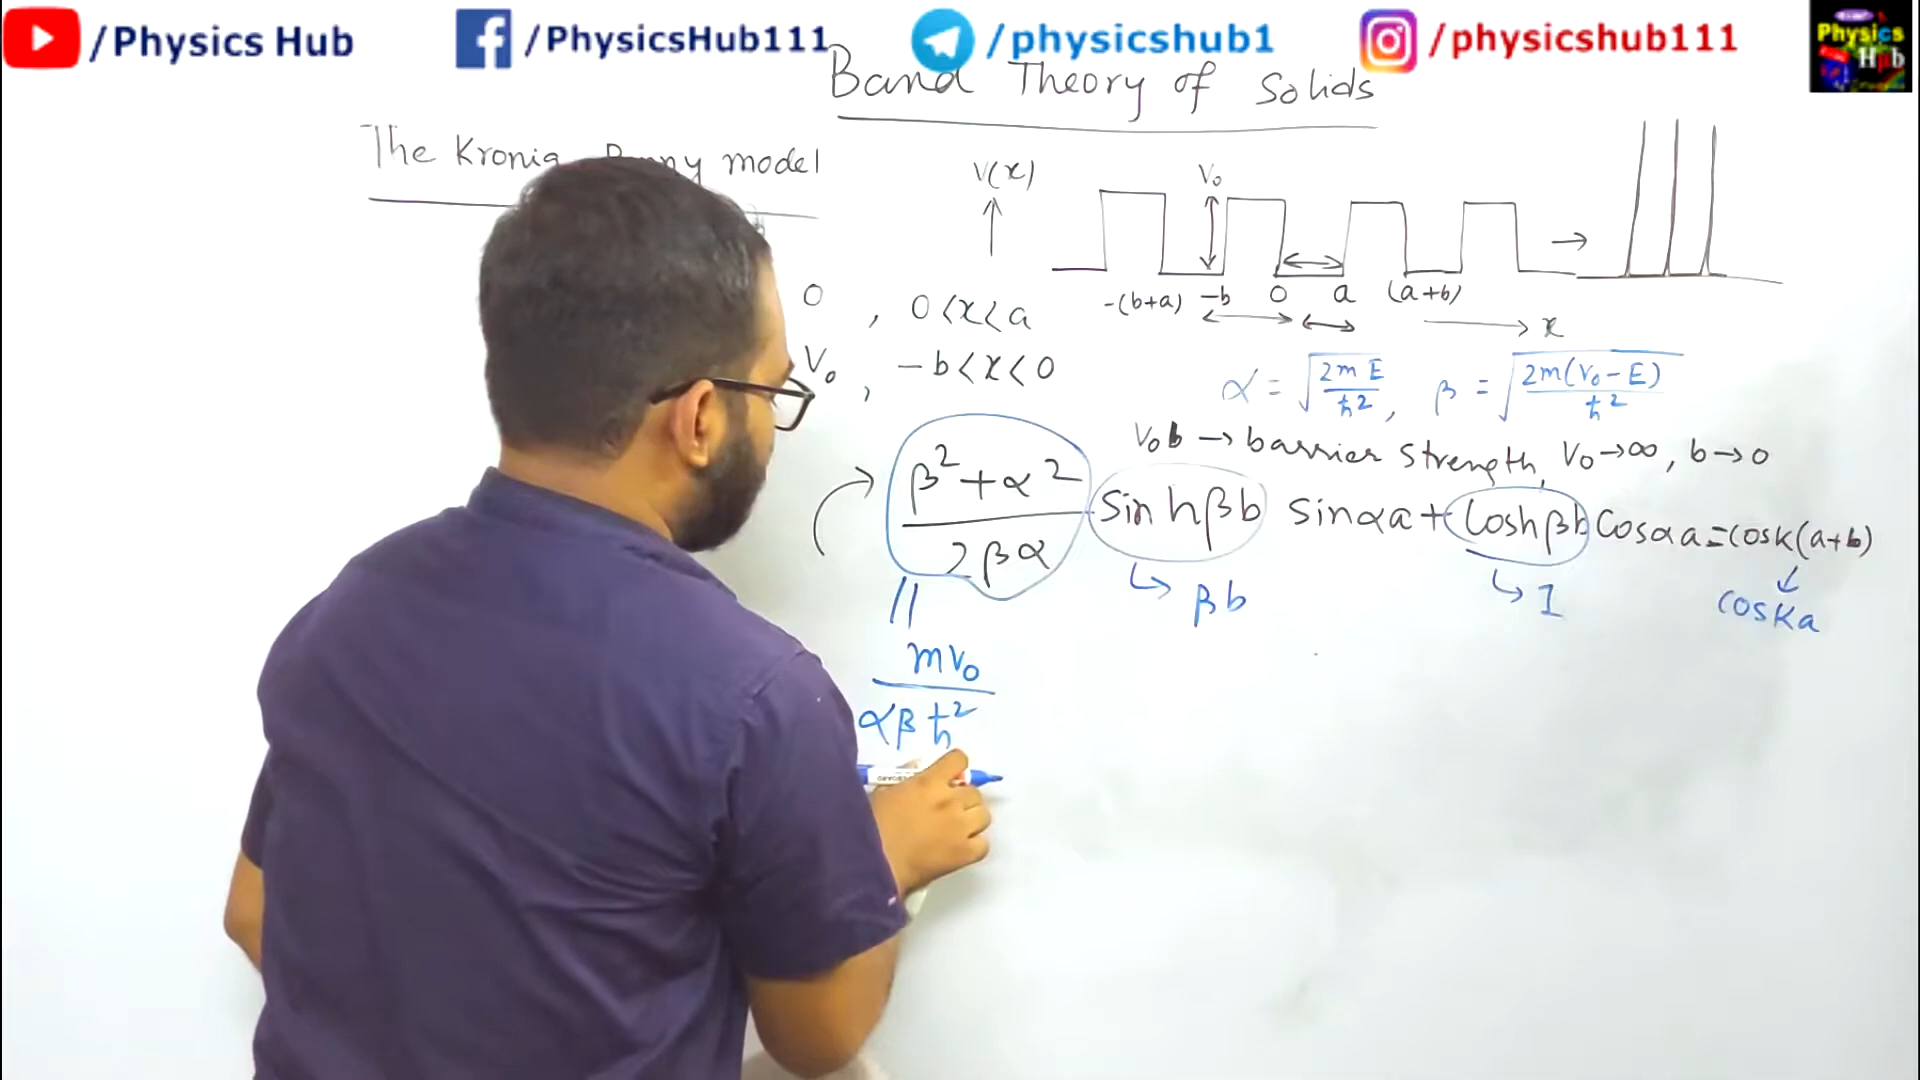 /Physics Hub
/PhysicsHub111
/physicshub1
/physicshub111
Physics Hub
Band Theory of Solids
The Kronig model
V(x)
V₀
-(b+a) -b 0 a (a+b)
x
0 , 0<x<a
V₀ , -b<x<0
α = √(2mE/ħ²), β = √(2m(V₀-E)/ħ²)
V₀b → barrier strength, V₀→∞, b→0
(β²+α²)/(2βα) sinhβb sinαa + Coshβb Cosαa = cosk(a+b)
↳ βb ↳ 1 ↓ cosKa
||
mV₀/(αβħ²)